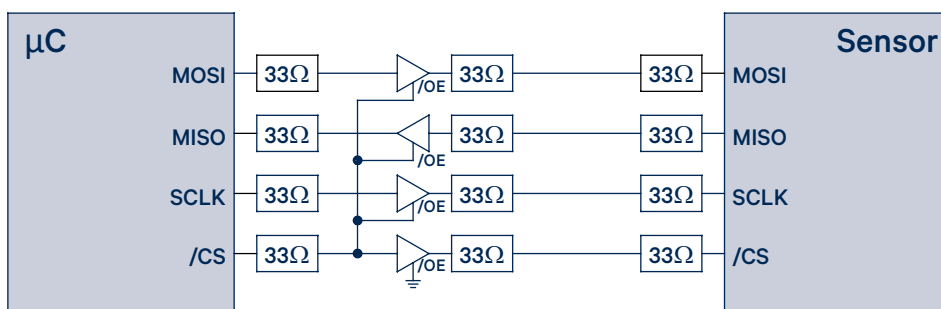 μC
Sensor
MOSI 33Ω 33Ω 33Ω MOSI
/OE
MISO 33Ω 33Ω 33Ω MISO
/OE
SCLK 33Ω 33Ω 33Ω SCLK
/OE
/CS 33Ω 33Ω 33Ω /CS
/OE